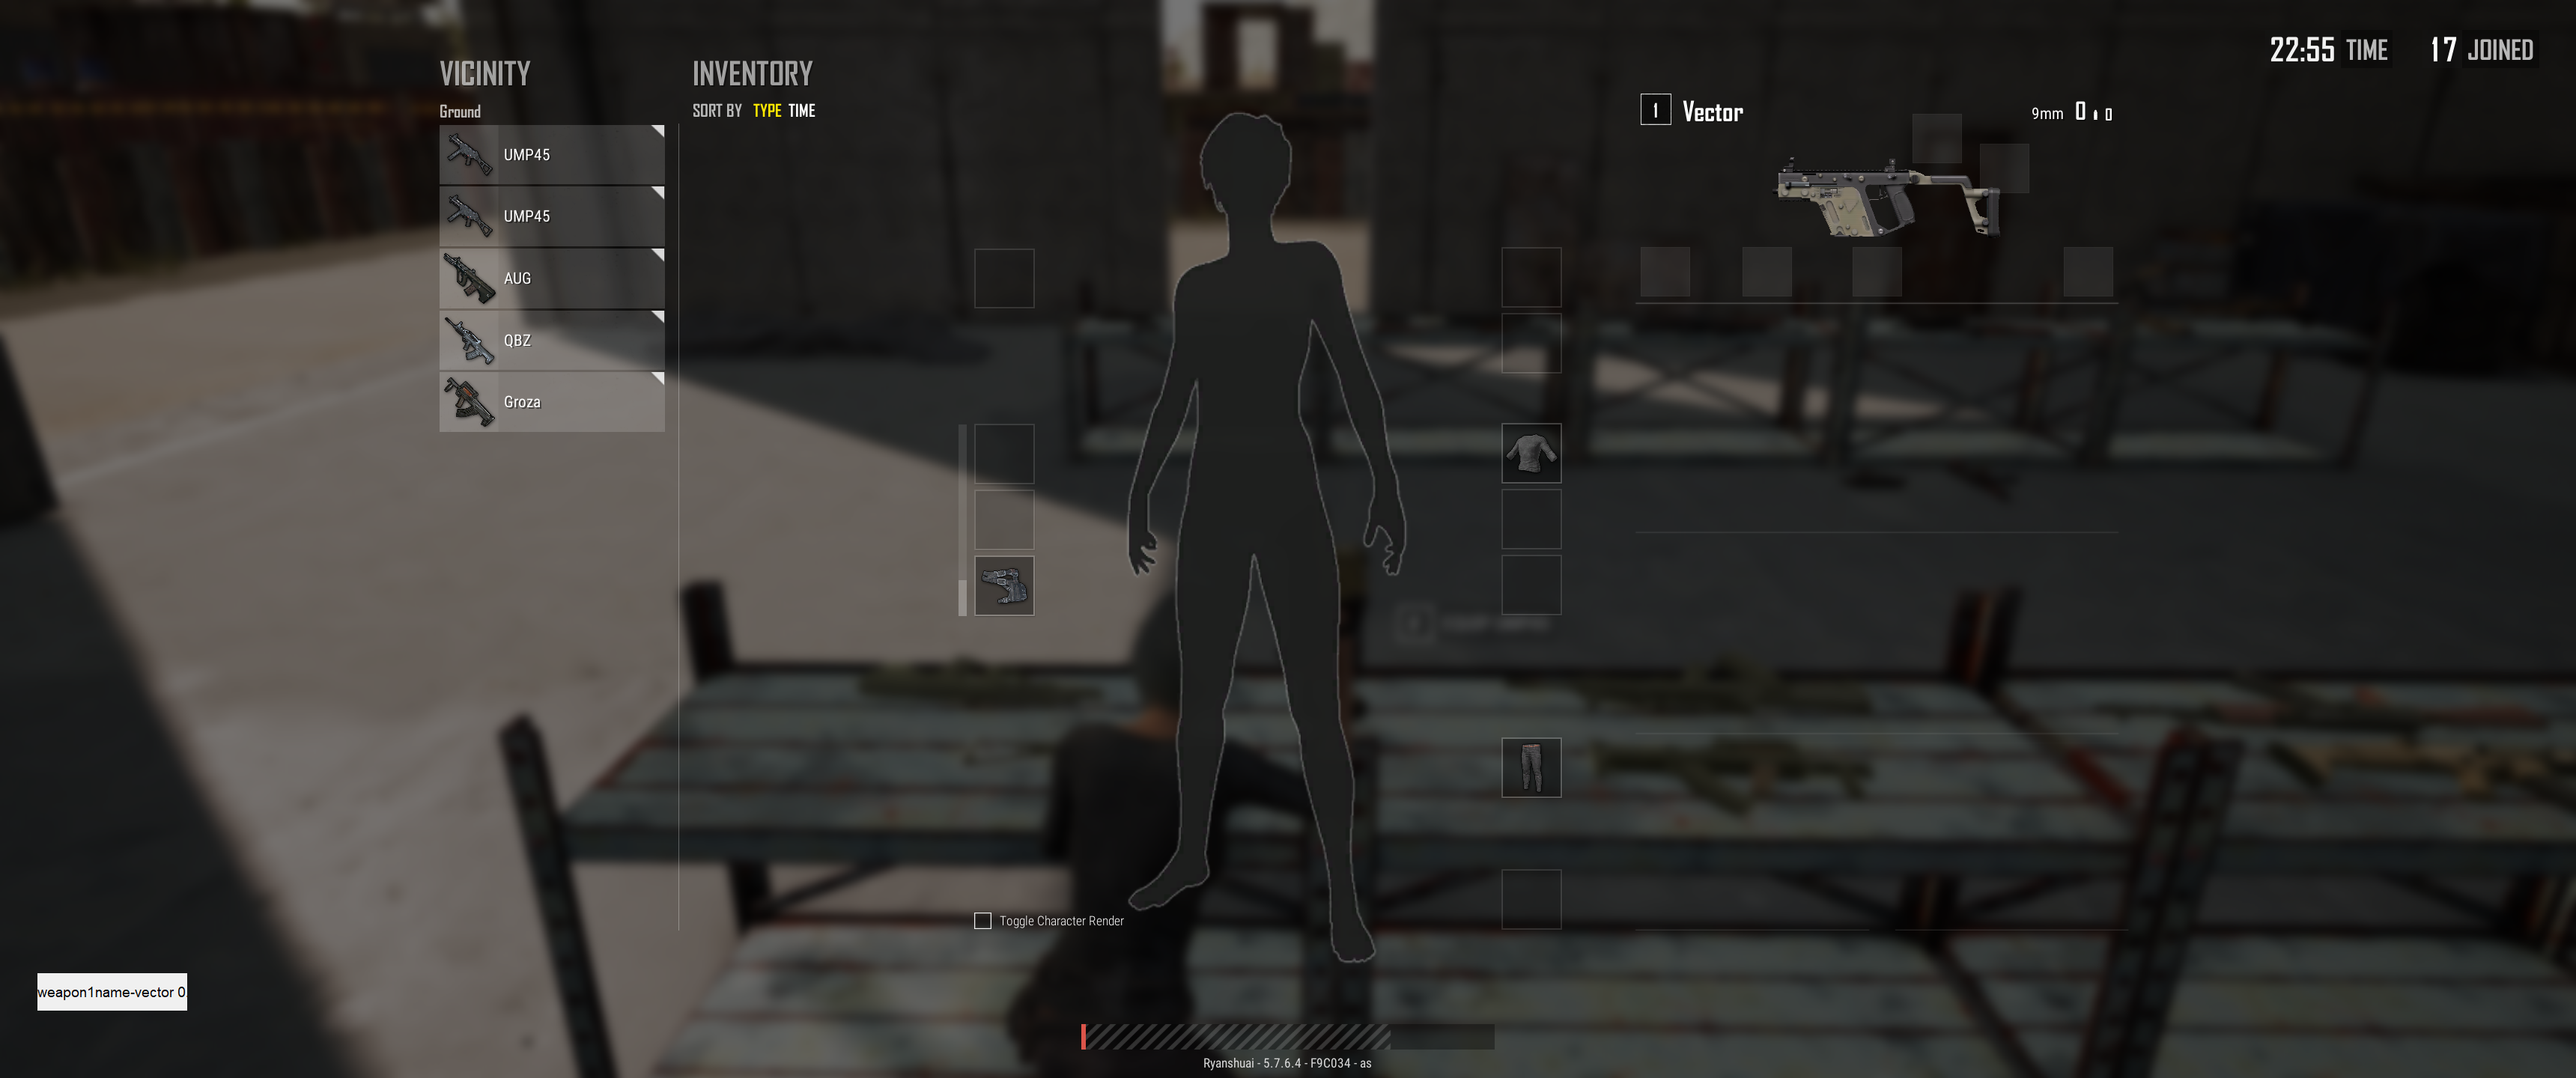 22:55 TIME 17 JOINED
VICINITY
Ground
UMP45
UMP45
AUG
QBZ
Groza
INVENTORY
SORT BY TYPE TIME
1 Vector 9mm 0 0
Toggle Character Render
weapon1name-vector 0.
Ryanshuai - 5.7.6.4 - F9C034 - as